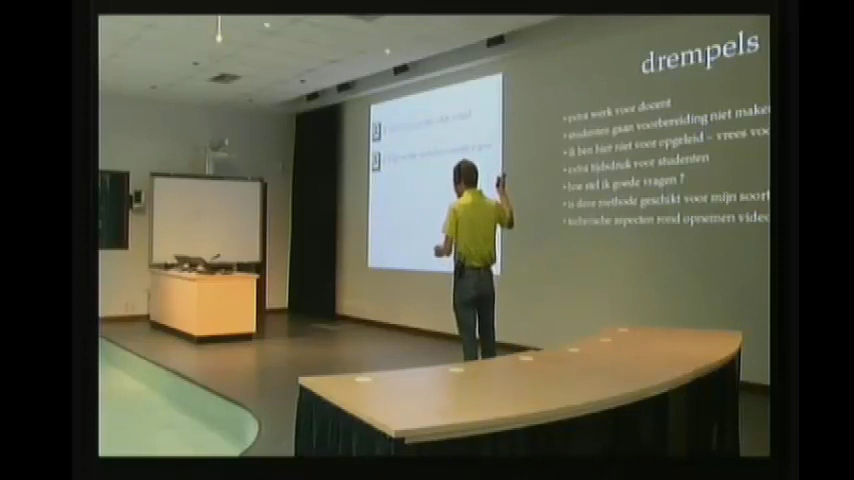 drempels
• extra werk voor docent
• studenten gaan voorbereiding niet maken
• ik ben hier niet voor opgeleid – vrees voo
• extra tijdsdruk voor studenten
• hoe stel ik goede vragen ?
• is deze methode geschikt voor mijn soort
• technische aspecten rond opnemen video